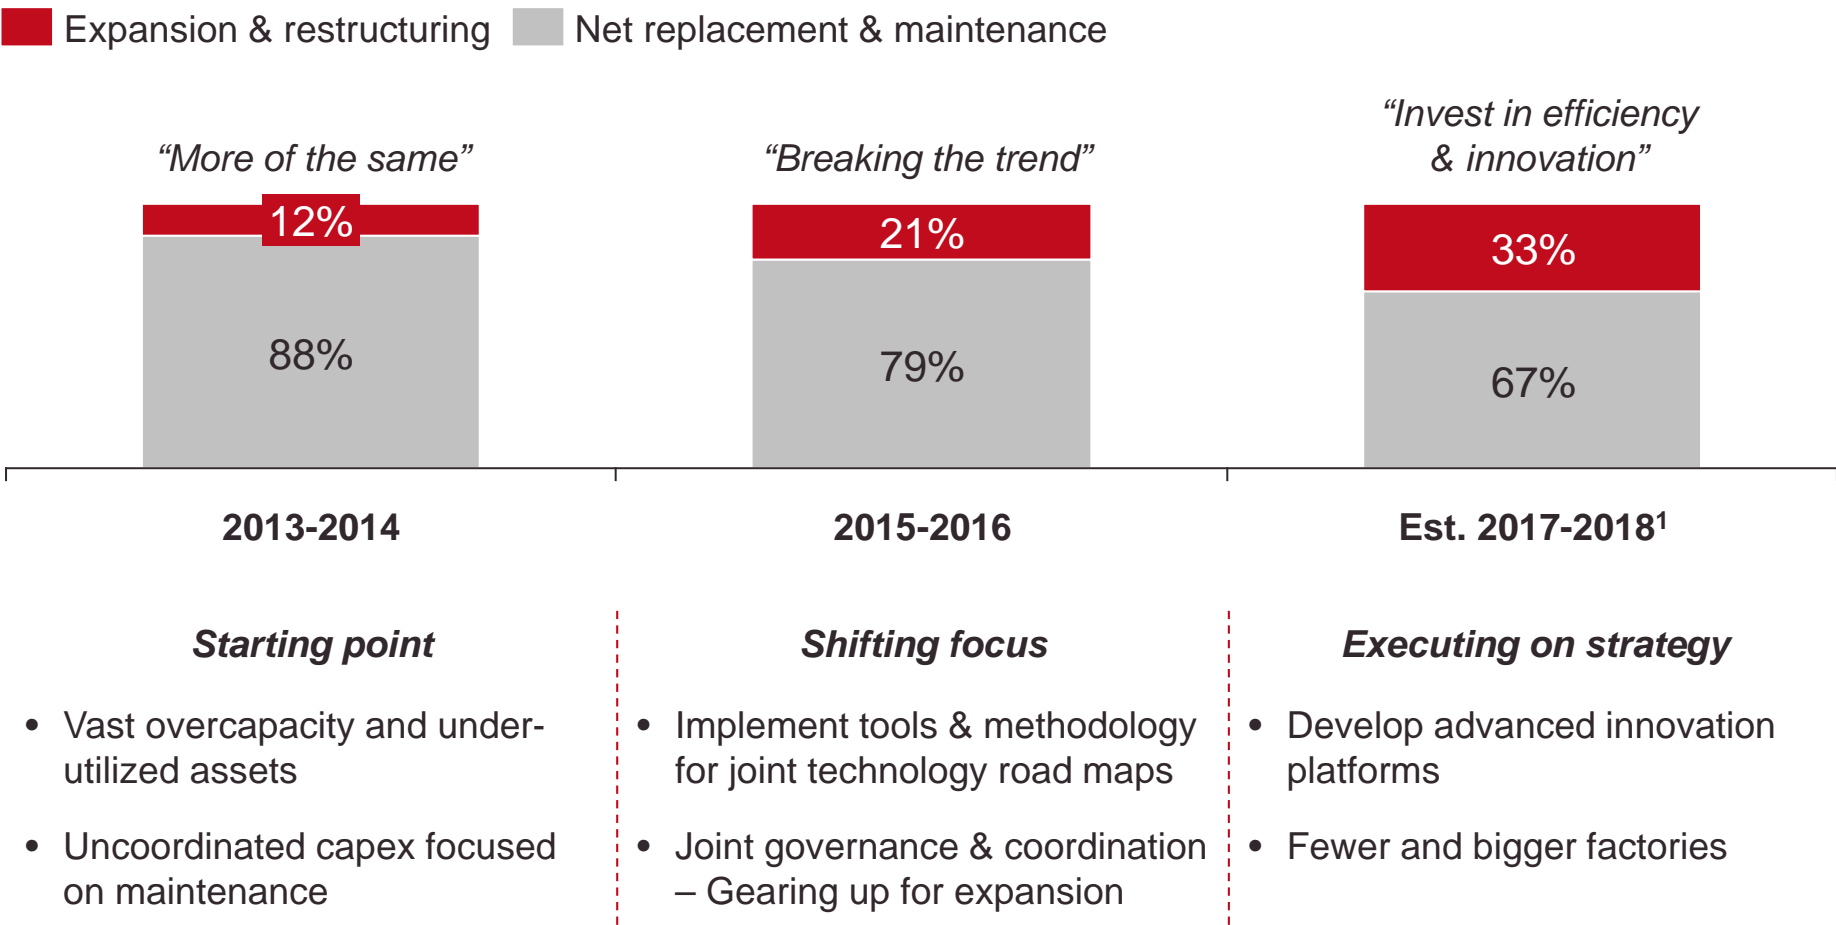 Expansion & restructuring Net replacement & maintenance
“More of the same”
“Breaking the trend”
“Invest in efficiency
& innovation”
12%
88%
21%
79%
33%
67%
2013-2014
2015-2016
Est. 2017-2018¹
Starting point
• Vast overcapacity and under-
utilized assets
• Uncoordinated capex focused
on maintenance
Shifting focus
• Implement tools & methodology
for joint technology road maps
• Joint governance & coordination
– Gearing up for expansion
Executing on strategy
• Develop advanced innovation
platforms
• Fewer and bigger factories